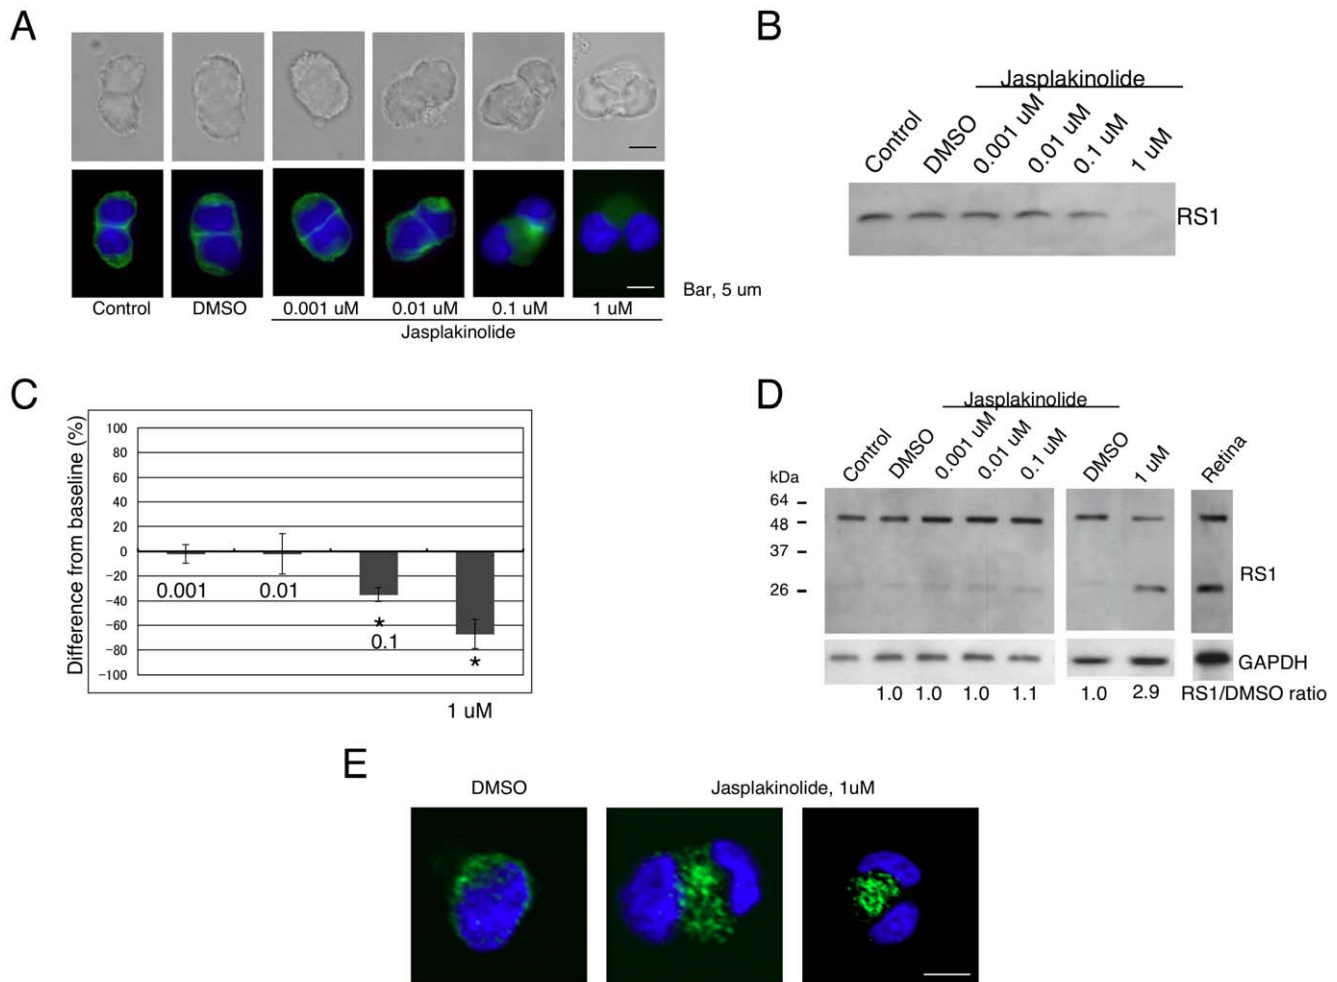 A
Control
DMSO
0.001 uM
0.01 uM
0.1 uM
1 uM
Jasplakinolide
Bar, 5 um
B
Jasplakinolide
Control
DMSO
0.001 uM
0.01 uM
0.1 uM
1 uM
RS1
C
Difference from baseline (%)
100
80
60
40
20
0
−20
−40
−60
−80
−100
0.001
0.01
*
0.1
*
1 uM
D
Jasplakinolide
Control
DMSO
0.001 uM
0.01 uM
0.1 uM
DMSO
1 uM
Retina
kDa
64
48
37
26
RS1
GAPDH
1.0 1.0 1.0 1.1 1.0 2.9 RS1/DMSO ratio
E
DMSO
Jasplakinolide, 1uM